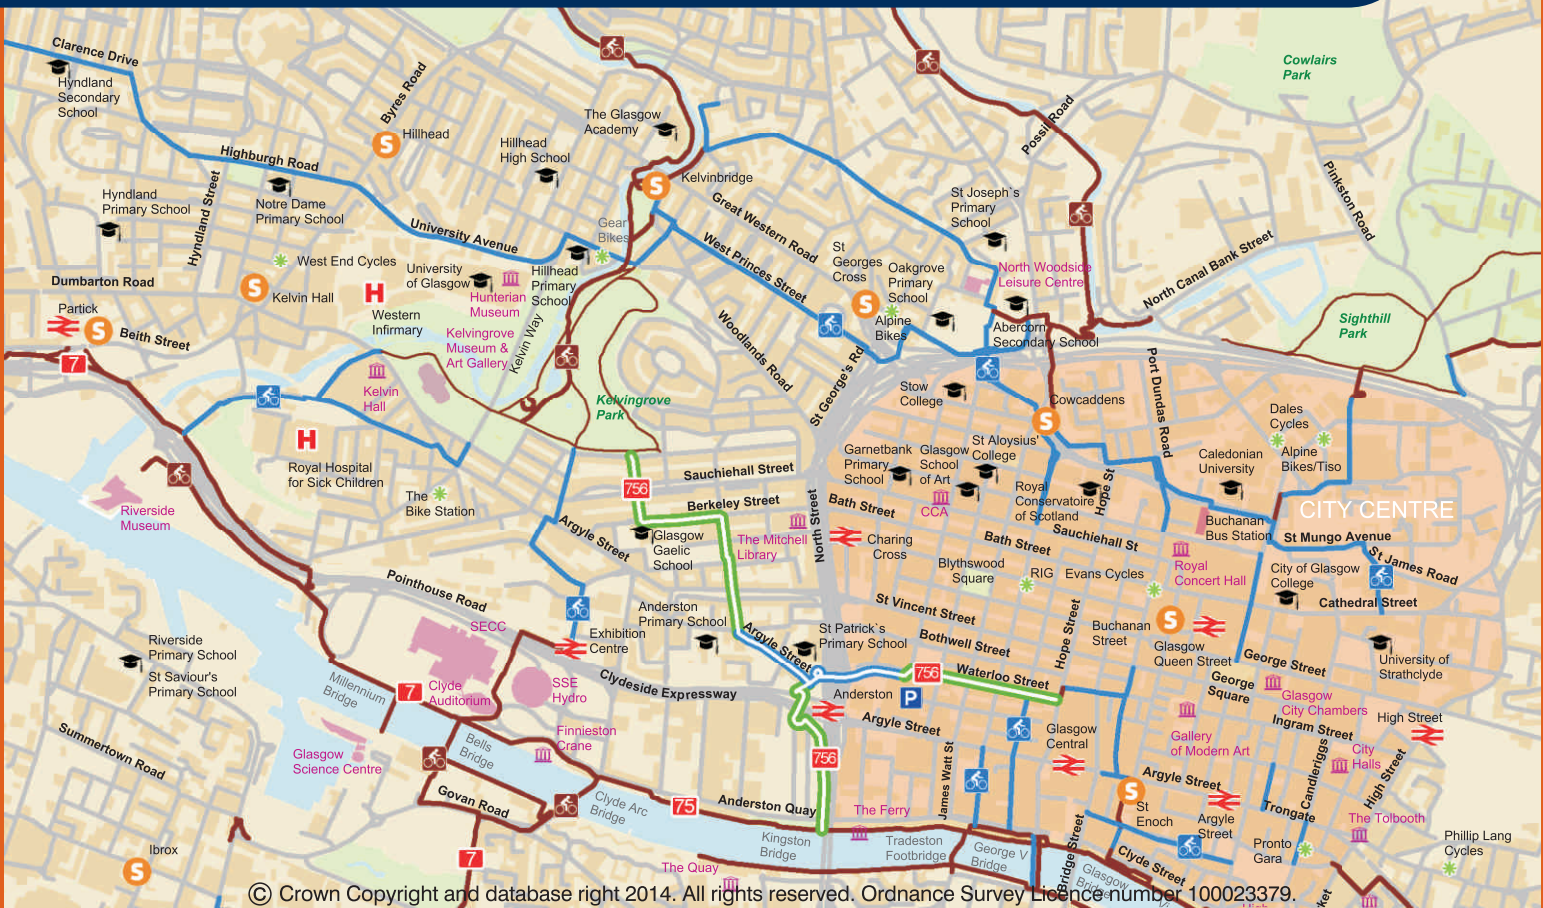 Clarence Drive
Hyndland
Secondary
School
Byres Road
Hillhead
The Glasgow
Academy
Hillhead
High School
Cowlairs
Park
Possil Road
Highburgh Road
Hyndland
Primary School
Hyndland Street
Notre Dame
Primary School
Kelvinbridge
Great Western Road
St Joseph`s
Primary
School
Pinkston Road
University Avenue
Gear
Bikes
West Princes Street
St
Georges
Cross
Oakgrove
Primary
School
North Woodside
Leisure Centre
North Canal Bank Street
West End Cycles
University
of Glasgow
Hunterian
Museum
Hillhead
Primary
School
Dumbarton Road
Partick
Kelvin Hall
Western
Infirmary
Beith Street
Kelvingrove
Museum &
Art Gallery
Kelvin Way
Woodlands Road
Alpine
Bikes
Abercorn
Secondary School
Sighthill
Park
7
Kelvin
Hall
Kelvingrove
Park
St George's Rd
Stow
College
Cowcaddens
Port Dundas Road
Dales
Cycles
Alpine
Bikes/Tiso
Royal Hospital
for Sick Children
Garnetbank
Primary
School
Glasgow
School
of Art
St Aloysius'
College
Caledonian
University
Sauchiehall Street
756
Berkeley Street
North Street
Bath Street
CCA
Royal
Conservatoire
of Scotland
Hope St
CITY CENTRE
Riverside
Museum
The
Bike Station
Argyle Street
Glasgow
Gaelic
School
The Mitchell
Library
Charing
Cross
Bath Street
Sauchiehall St
Buchanan
Bus Station
St Mungo Avenue
St James Road
Pointhouse Road
Blythswood
Square
RIG
Evans Cycles
Royal
Concert Hall
City of Glasgow
College
Cathedral Street
SECC
Anderston
Primary School
St Vincent Street
Hope Street
Buchanan
Street
Riverside
Primary School
St Saviour's
Primary School
Exhibition
Centre
Argyle Street
St Patrick`s
Primary School
Bothwell Street
Glasgow
Queen Street
George Street
University of
Strathclyde
Millennium
Bridge
7
Clyde
Auditorium
SSE
Hydro
Clydeside Expressway
Anderston
756
P
Waterloo Street
George
Square
Glasgow
City Chambers
Summertown Road
Glasgow
Science Centre
Bells
Bridge
Finnieston
Crane
Argyle Street
Glasgow
Central
Gallery
of Modern Art
Ingram Street
High Street
City
Halls
756
James Watt St
Argyle Street
Candleriggs
High Street
Govan Road
Clyde Arc
Bridge
75
Anderston Quay
The Ferry
St
Enoch
Argyle
Street
Trongate
The Tolbooth
Ibrox
7
Kingston
Bridge
Tradeston
Footbridge
George V
Bridge
Bridge Street
Clyde Street
Pronto
Gara
Phillip Lang
Cycles
The Quay
Glasgow
Bridge
© Crown Copyright and database right 2014. All rights reserved. Ordnance Survey Licence number 100023379.